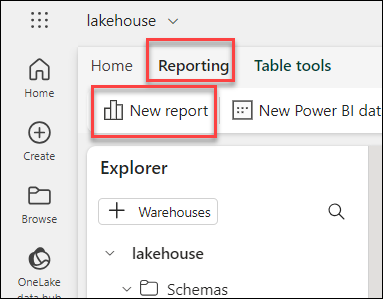 lakehouse
Home
Reporting
Table tools
New report
New Power BI dat
Home
Create
Browse
OneLake
data hub
Explorer
+ Warehouses
lakehouse
Schemas